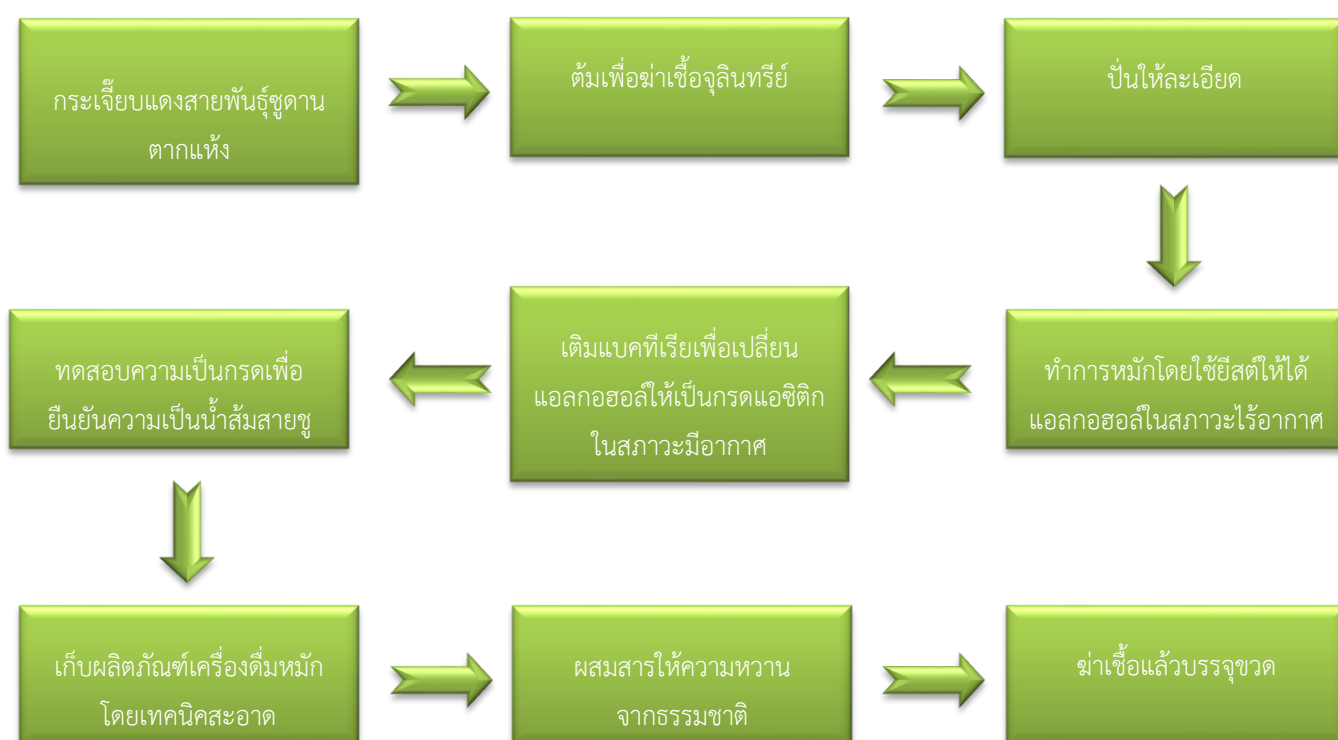 กระเจี๊ยบแดงสายพันธุ์ซูดาน
ตากแห้ง
ต้มเพื่อฆ่าเชื้อจุลินทรีย์
ปั่นให้ละเอียด
ทำการหมักโดยใช้ยีสต์ให้ได้
แอลกอฮอล์ในสภาวะไร้อากาศ
เติมแบคทีเรียเพื่อเปลี่ยน
แอลกอฮอล์ให้เป็นกรดแอซิติก
ในสภาวะมีอากาศ
ทดสอบความเป็นกรดเพื่อ
ยืนยันความเป็นน้ำส้มสายชู
เก็บผลิตภัณฑ์เครื่องดื่มหมัก
โดยเทคนิคสะอาด
ผสมสารให้ความหวาน
จากธรรมชาติ
ฆ่าเชื้อแล้วบรรจุขวด